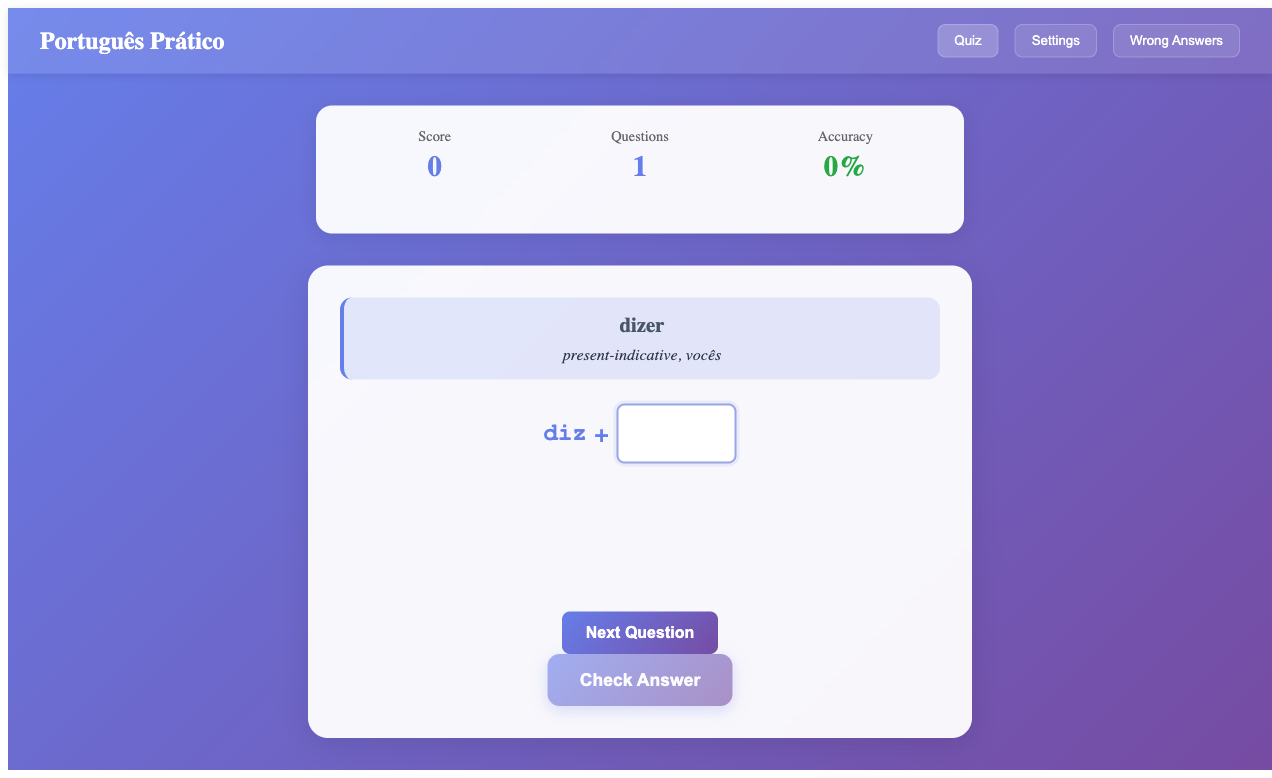 Português Prático
Quiz
Settings
Wrong Answers
Score
0
Questions
1
Accuracy
0%
dizer
present-indicative, vocês
diz +
Next Question
Check Answer